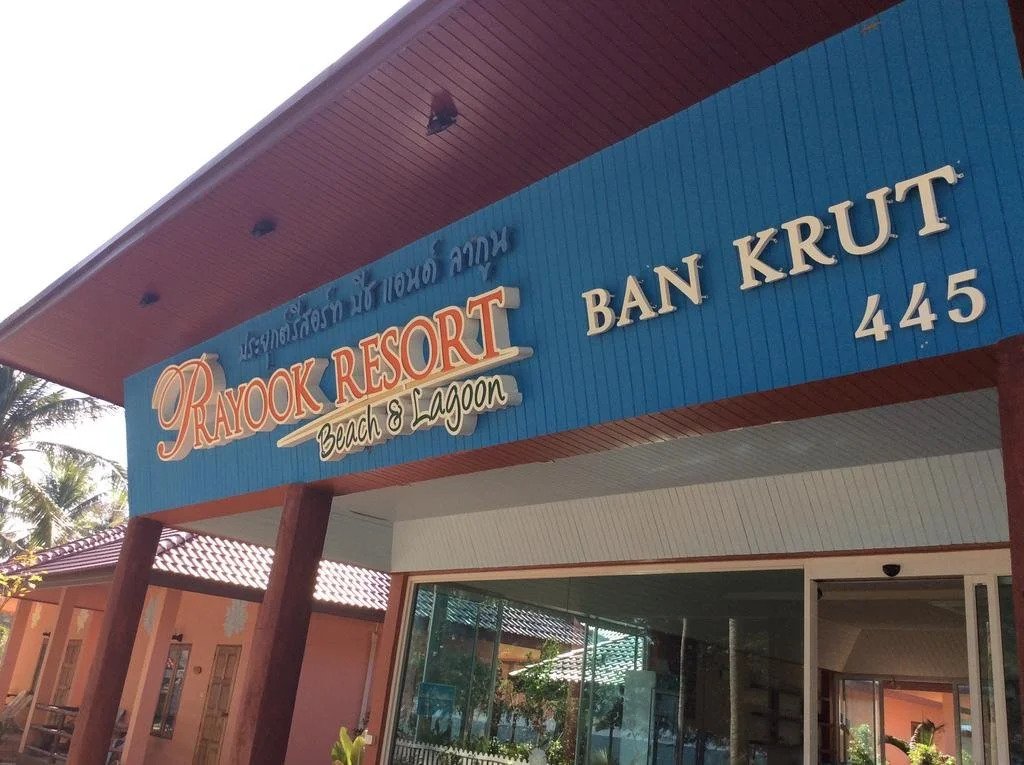 ประยุกต์รีสอร์ท บีช แอนด์ ลากูน
PRAYOOK RESORT
Beach & Lagoon
BAN KRUT
445